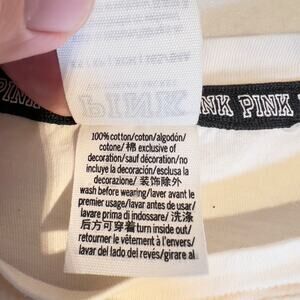 PINK
PINK
NK PINK
100% cotton/coton/algodón/
cotone/ 棉 exclusive of
decoration/sauf décoration/no
incluye la decoración/esclusa la
decorazione/ 装饰除外
wash before wearing/laver avant le
premier usage/lavar antes de usar/
lavare prima di indossare/ 洗涤
后方可穿着 turn inside out/
retourner le vêtement à l'envers/
lavar del lado del revés/girare al